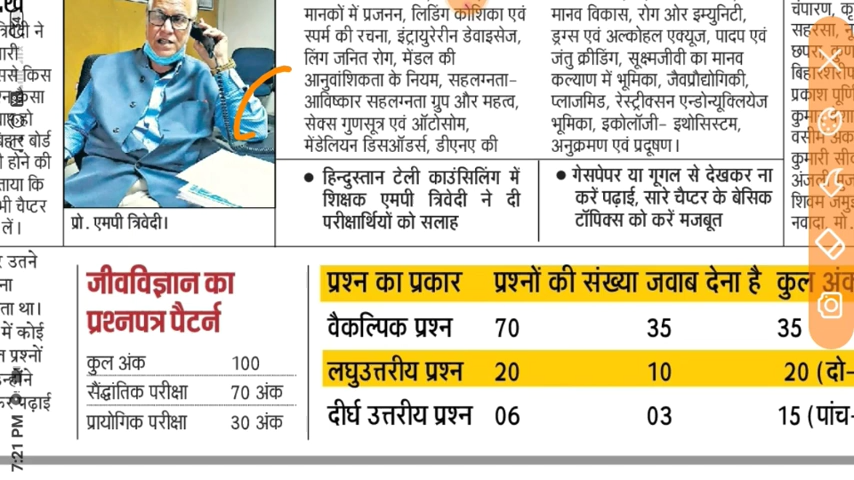 मानकों में प्रजनन, लिडिंग कोशिका एवं
स्पर्म की रचना, इंट्रायुरेरीन डेवाइसेज,
लिंग जनित रोग, मेंडल की
आनुवांशिकता के नियम, सहलग्नता-
आविष्कार सहलग्नता ग्रुप और महत्व,
सेक्स गुणसूत्र एवं ऑटोसोम,
मेंडेलियन डिसऑर्डर्स, डीएनए की
मानव विकास, रोग ओर इम्युनिटी,
ड्रग्स एवं अल्कोहल एक्यूज, पादप एवं
जंतु क्रीडिंग, सूक्ष्मजीवी का मानव
कल्याण में भूमिका, जैवप्रौद्योगिकी,
प्लाजमिड, रेस्ट्रीक्सन एन्डोन्यूक्लियेज
भूमिका, इकोलॉजी- इथोसिस्टम,
अनुक्रमण एवं प्रदूषण।
प्रो. एमपी त्रिवेदी।
● हिन्दुस्तान टेली काउंसिलिंग में
शिक्षक एमपी त्रिवेदी ने दी
परीक्षार्थियों को सलाह
● गेसपेपर या गूगल से देखकर ना
करें पढ़ाई, सारे चैप्टर के बेसिक
टॉपिक्स को करें मजबूत
जीवविज्ञान का
प्रश्नपत्र पैटर्न
कुल अंक 100
सैद्धांतिक परीक्षा 70 अंक
प्रायोगिक परीक्षा 30 अंक
प्रश्न का प्रकार प्रश्नों की संख्या जवाब देना है कुल अंक
वैकल्पिक प्रश्न 70 35 35
लघुउत्तरीय प्रश्न 20 10 20 (दो-
दीर्घ उत्तरीय प्रश्न 06 03 15 (पांच-
7:21 PM